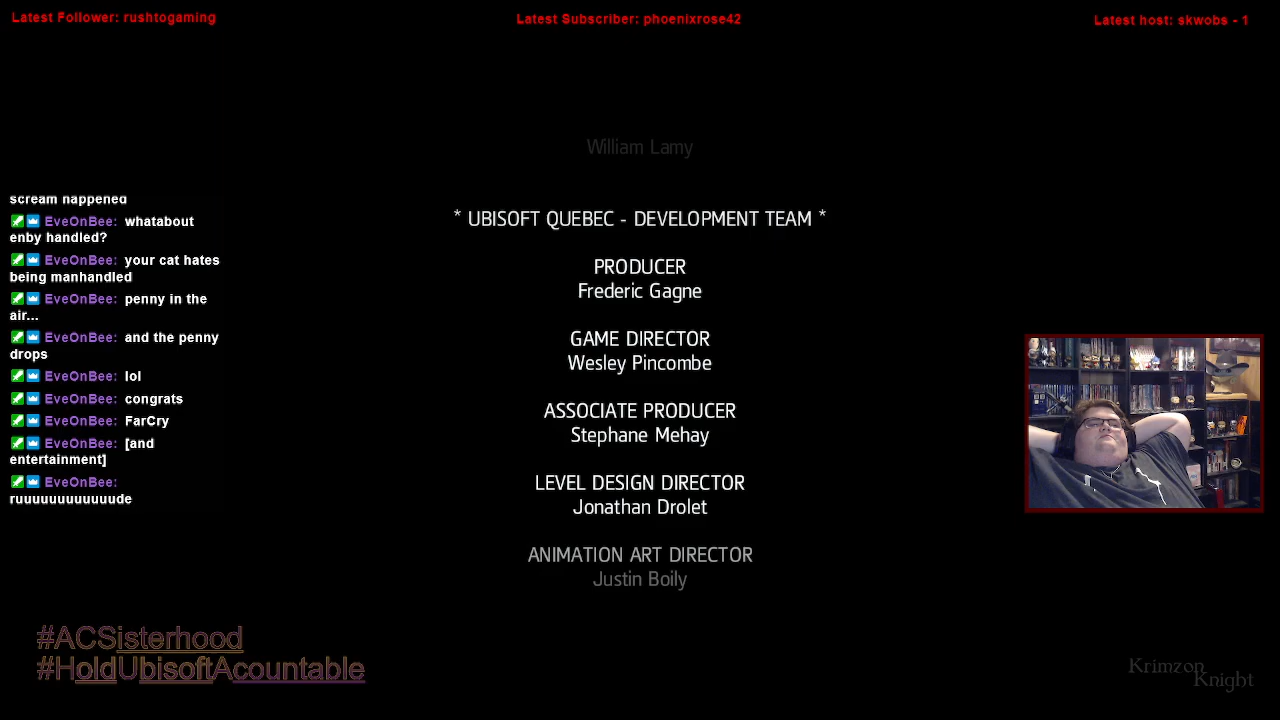 Latest Follower: rushtogaming
Latest Subscriber: phoenixrose42
Latest host: skwobs - 1
William Lamy
* UBISOFT QUEBEC - DEVELOPMENT TEAM *
PRODUCER
Frederic Gagne
GAME DIRECTOR
Wesley Pincombe
ASSOCIATE PRODUCER
Stephane Mehay
LEVEL DESIGN DIRECTOR
Jonathan Drolet
ANIMATION ART DIRECTOR
Justin Boily
scream happened
EveOnBee: whatabout
enby handled?
EveOnBee: your cat hates
being manhandled
EveOnBee: penny in the
air...
EveOnBee: and the penny
drops
EveOnBee: lol
EveOnBee: congrats
EveOnBee: FarCry
EveOnBee: [and
entertainment]
EveOnBee:
ruuuuuuuuuuuude
#ACSisterhood
#HoldUbisoftAcountable
Krimzon
Knight